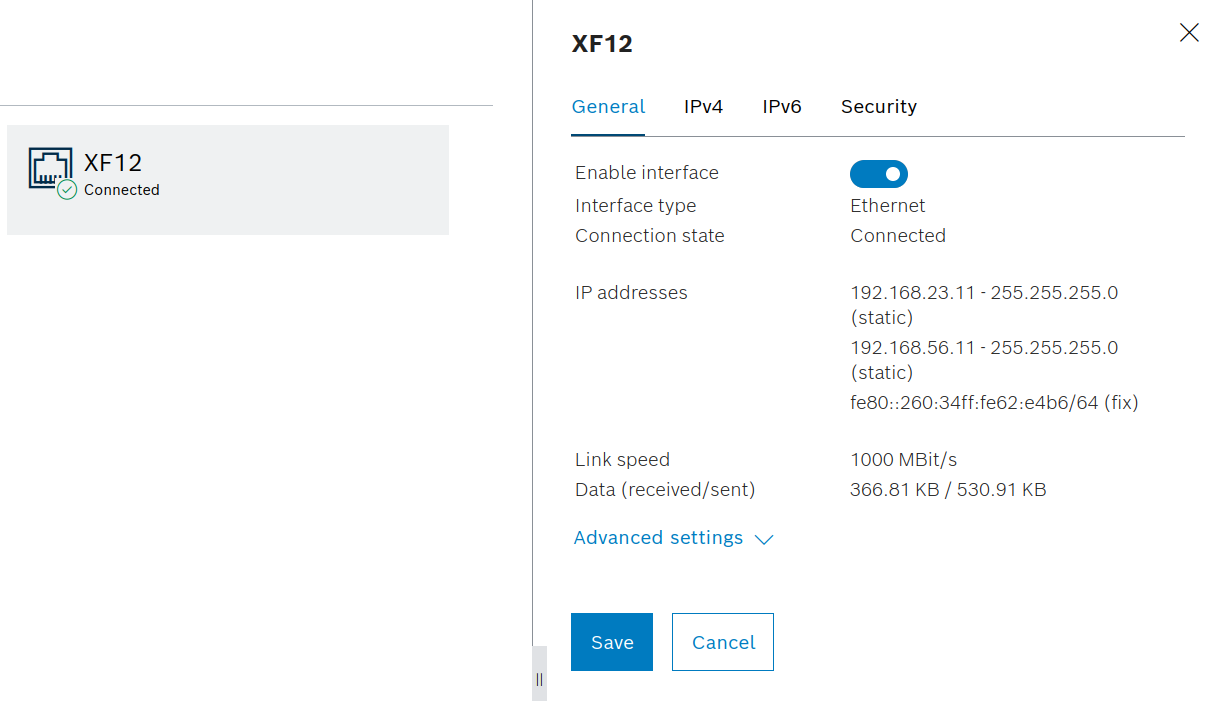 XF12
Connected
XF12
General IPv4 IPv6 Security
Enable interface
Interface type Ethernet
Connection state Connected
IP addresses 192.168.23.11 - 255.255.255.0
(static)
192.168.56.11 - 255.255.255.0
(static)
fe80::260:34ff:fe62:e4b6/64 (fix)
Link speed 1000 MBit/s
Data (received/sent) 366.81 KB / 530.91 KB
Advanced settings
Save Cancel